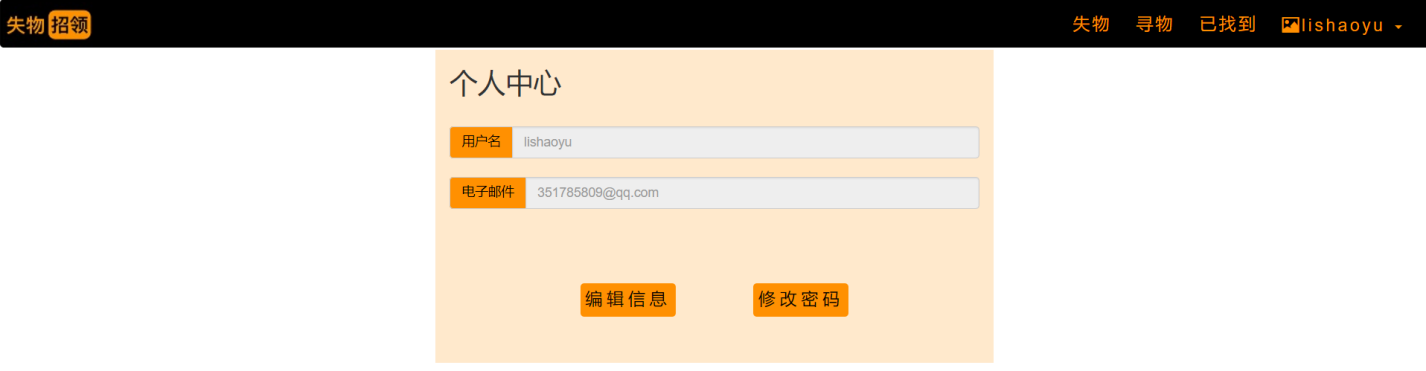 失物招领
失物 寻物 已找到 lishaoyu
个人中心
用户名 lishaoyu
电子邮件 351785809@qq.com
编辑信息 修改密码